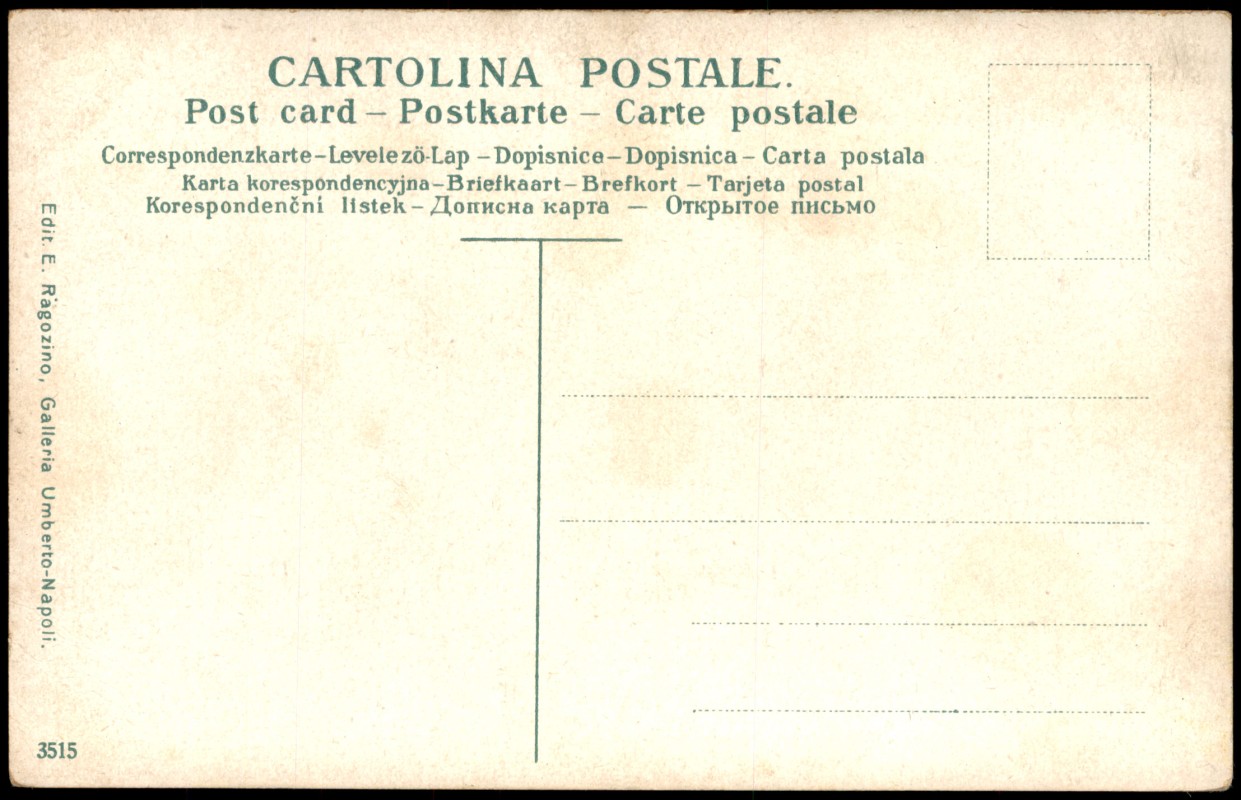 CARTOLINA POSTALE.
Post card – Postkarte – Carte postale
Correspondenzkarte–Levelező-Lap –Dopisnice–Dopisnica – Carta postala
Karta korespondencyjna–Briefkaart–Brefkort – Tarjeta postal
Korespondenční listek – Дописна карта — Открытое письмо
Edit. E. Ragozino, Galleria Umberto-Napoli.
3515